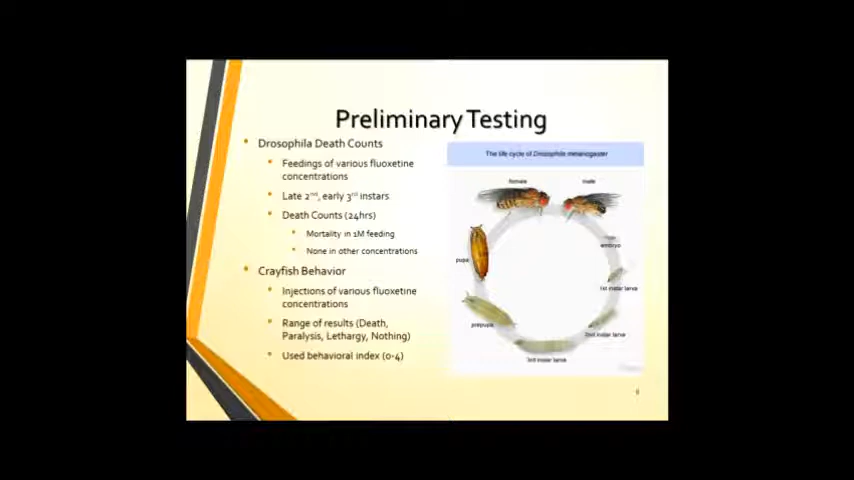 Preliminary Testing
Drosophila Death Counts
Feedings of various fluoxetine
concentrations
Late 2nd, early 3rd instars
Death Counts (24hrs)
Mortality in 1M feeding
None in other concentrations
Crayfish Behavior
Injections of various fluoxetine
concentrations
Range of results (Death,
Paralysis, Lethargy, Nothing)
Used behavioral index (0-4)
The life cycle of Drosophila melanogaster
female
male
embryo
1st instar larva
2nd instar larva
3rd instar larva
prepupa
pupa